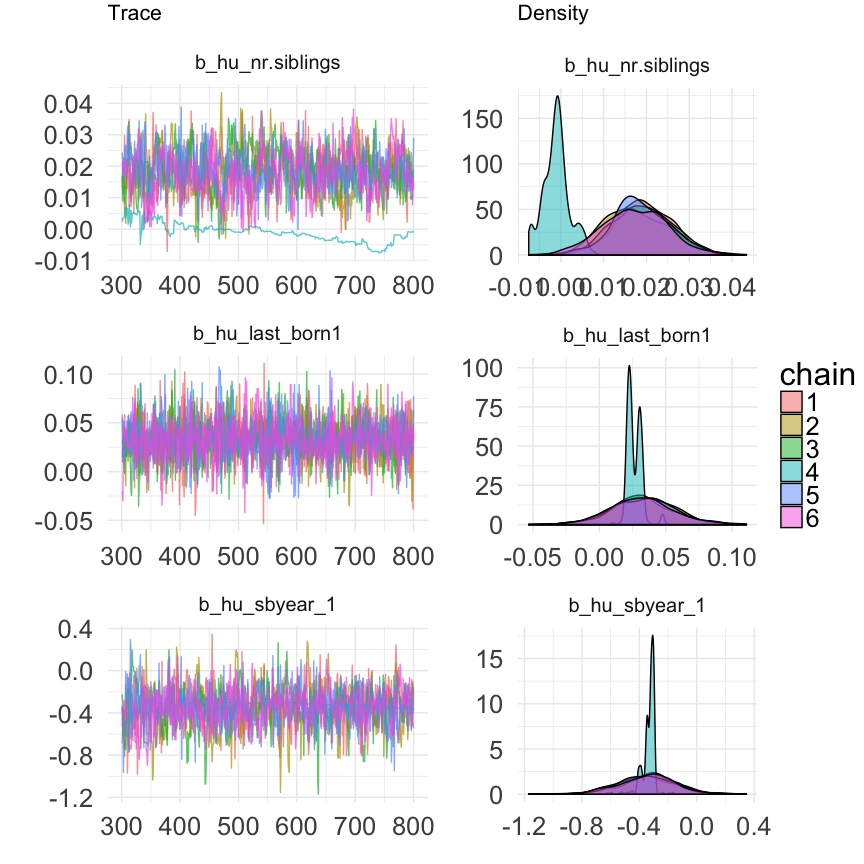 Trace
Density
b_hu_nr.siblings
0.04
0.03
0.02
0.01
0.00
-0.01
300 400 500 600 700 800
b_hu_nr.siblings
150
100
50
0
-0.01 0.00 0.01 0.02 0.03 0.04
b_hu_last_born1
0.10
0.05
0.00
-0.05
300 400 500 600 700 800
b_hu_last_born1
100
75
50
25
0
-0.05 0.00 0.05 0.10
b_hu_sbyear_1
0.4
0.0
-0.4
-0.8
-1.2
300 400 500 600 700 800
b_hu_sbyear_1
15
10
5
0
-1.2 -0.8 -0.4 0.0 0.4
chain
1
2
3
4
5
6